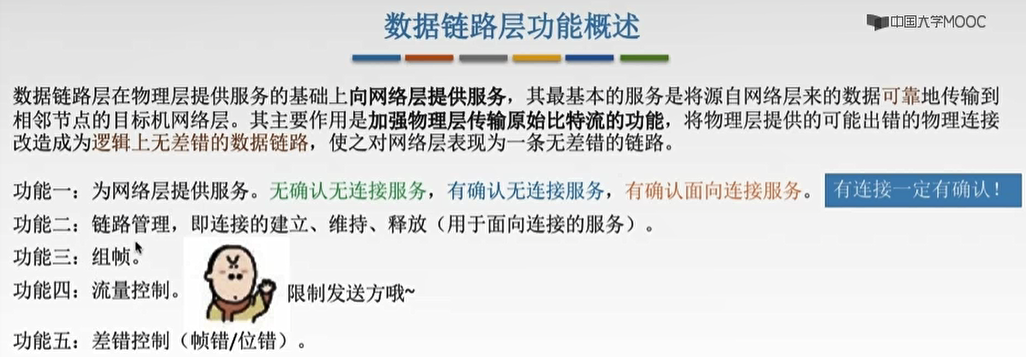 数据链路层功能概述
中国大学MOOC
数据链路层在物理层提供服务的基础上向网络层提供服务，其最基本的服务是将源自网络层来的数据可靠地传输到
相邻节点的目标机网络层。其主要作用是加强物理层传输原始比特流的功能，将物理层提供的可能出错的物理连接
改造成为逻辑上无差错的数据链路，使之对网络层表现为一条无差错的链路。
功能一：为网络层提供服务。无确认无连接服务，有确认无连接服务，有确认面向连接服务。 有连接一定有确认！
功能二：链路管理，即连接的建立、维持、释放（用于面向连接的服务）。
功能三：组帧。
功能四：流量控制。 限制发送方哦~
功能五：差错控制（帧错/位错）。